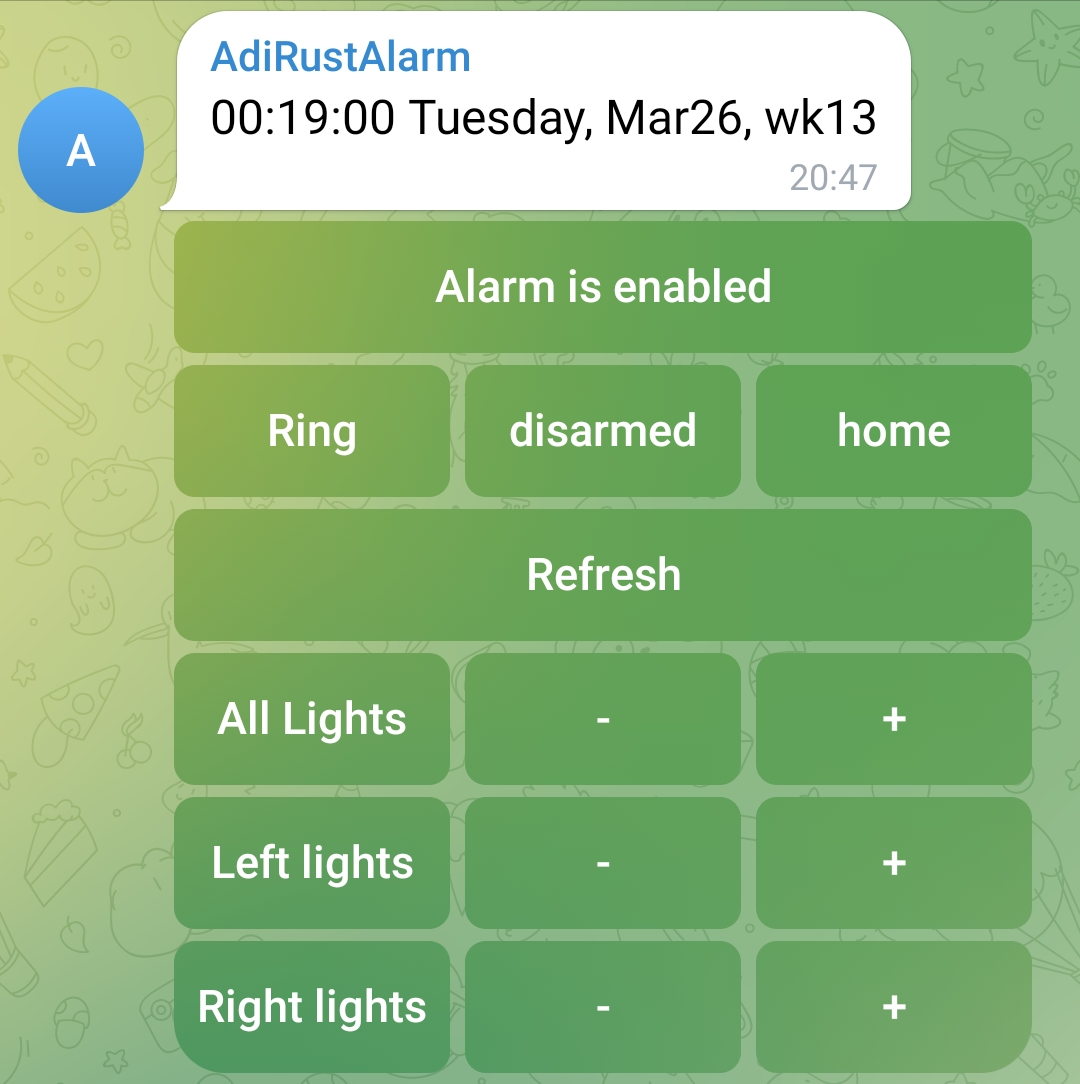 AdiRustAlarm
A
00:19:00 Tuesday, Mar26, wk13
20:47
Alarm is enabled
Ring disarmed home
Refresh
All Lights - +
Left lights - +
Right lights - +